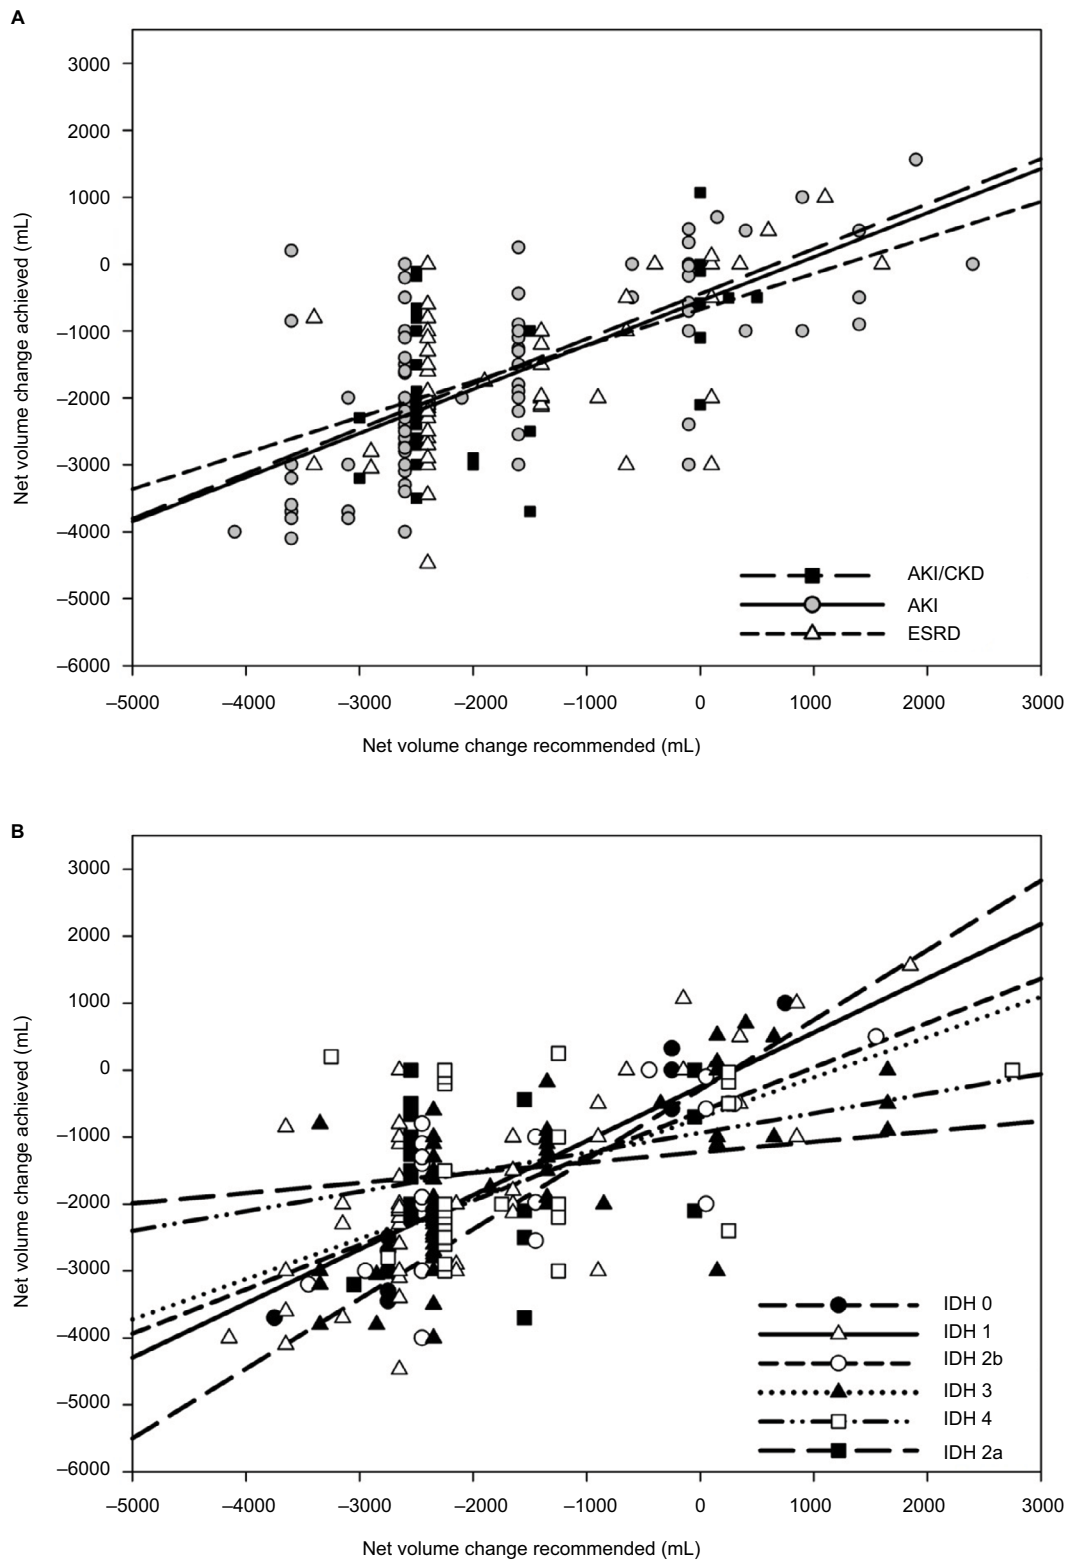 A
3000
2000
1000
0
–1000
–2000
–3000
–4000
–5000
–6000
Net volume change achieved (mL)
AKI/CKD
AKI
ESRD
–5000 –4000 –3000 –2000 –1000 0 1000 2000 3000
Net volume change recommended (mL)
B
3000
2000
1000
0
–1000
–2000
–3000
–4000
–5000
–6000
Net volume change achieved (mL)
IDH 0
IDH 1
IDH 2b
IDH 3
IDH 4
IDH 2a
–5000 –4000 –3000 –2000 –1000 0 1000 2000 3000
Net volume change recommended (mL)